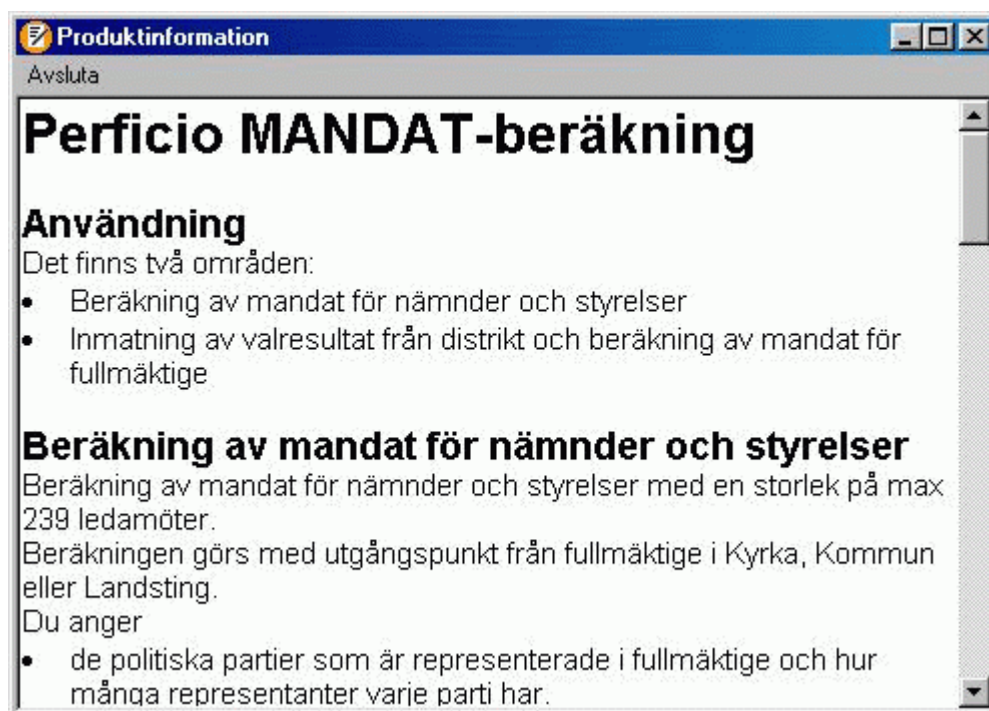 Produktinformation
Avsluta
Perficio MANDAT-beräkning
Användning
Det finns två områden:
• Beräkning av mandat för nämnder och styrelser
• Inmatning av valresultat från distrikt och beräkning av mandat för
fullmäktige
Beräkning av mandat för nämnder och styrelser
Beräkning av mandat för nämnder och styrelser med en storlek på max
239 ledamöter.
Beräkningen görs med utgångspunkt från fullmäktige i Kyrka, Kommun
eller Landsting.
Du anger
• de politiska partier som är representerade i fullmäktige och hur
många representanter varje parti har.